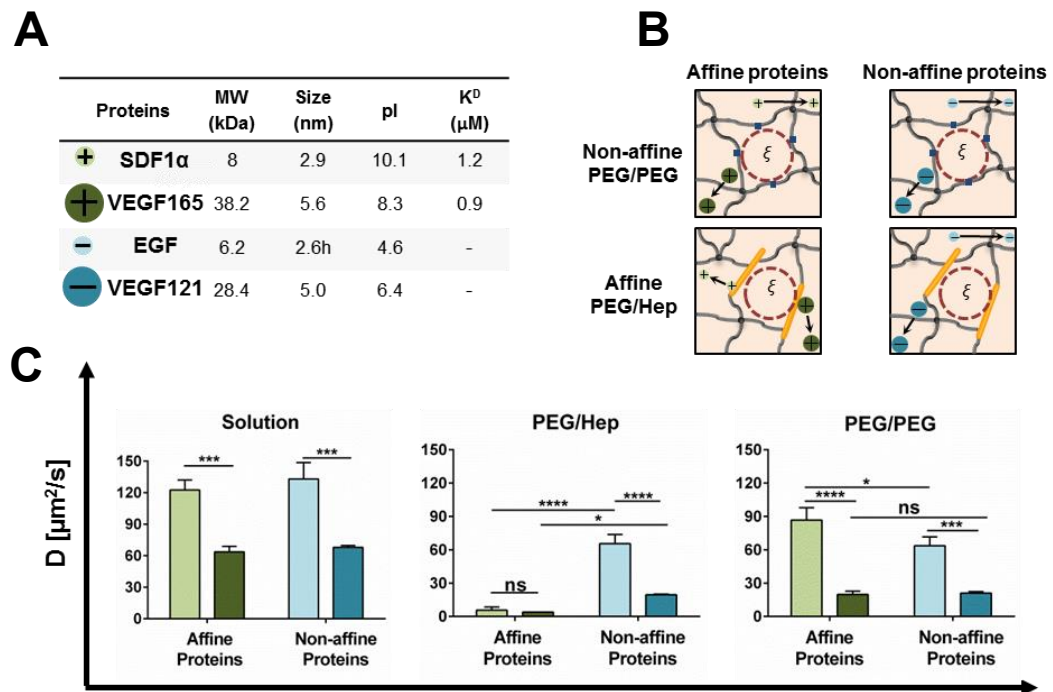 A
Proteins MW (kDa) Size (nm) pI K^D (μM)
+ SDF1α 8 2.9 10.1 1.2
+ VEGF165 38.2 5.6 8.3 0.9
− EGF 6.2 2.6h 4.6 -
− VEGF121 28.4 5.0 6.4 -
B
Affine proteins Non-affine proteins
Non-affine
PEG/PEG
+ + ξ + +
− − ξ − −
Affine
PEG/Hep
+ + ξ + +
− − ξ − −
C
D [μm²/s]
Solution
150
120
90
60
30
0
*** ***
Affine
Proteins
Non-affine
Proteins
PEG/Hep
150
120
90
60
30
0
**** ****
*
ns
Affine
Proteins
Non-affine
Proteins
PEG/PEG
150
120
90
60
30
0
*
****
ns
***
Affine
Proteins
Non-affine
Proteins